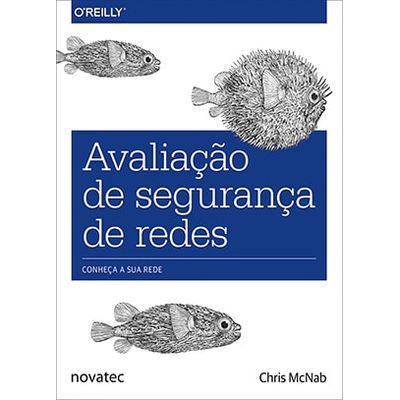 O'REILLY®
Avaliação
de segurança
de redes
CONHEÇA A SUA REDE
novatec
Chris McNab